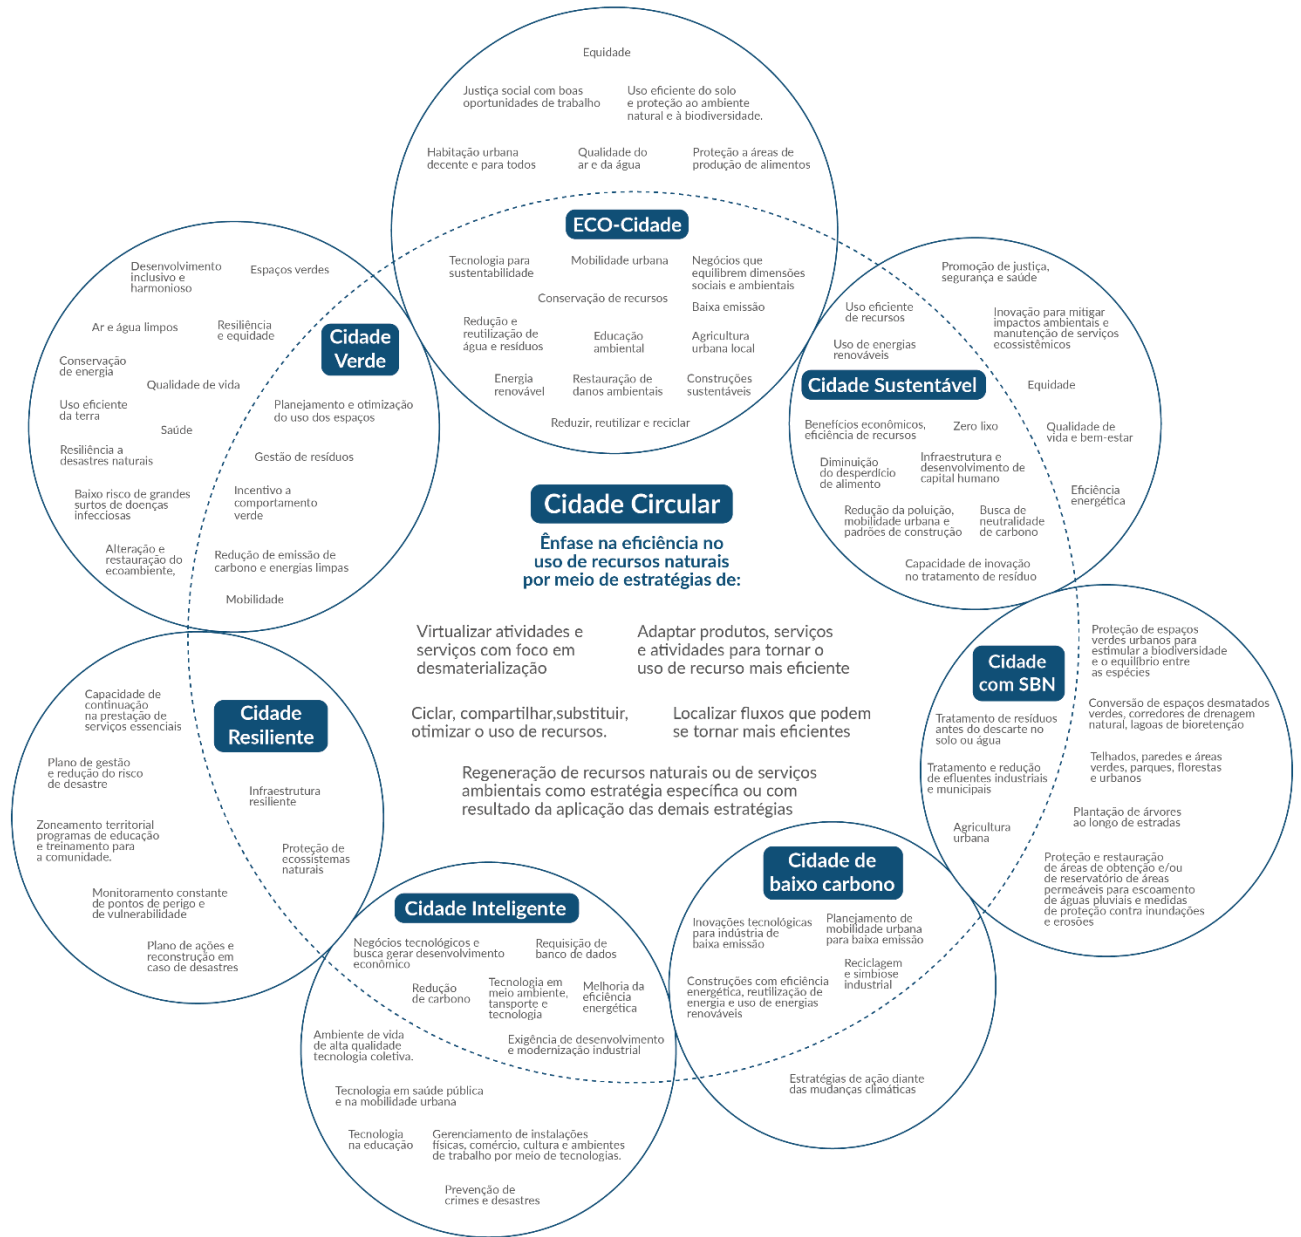 Equidade
Justiça social com boas
oportunidades de trabalho
Uso eficiente do solo
e proteção ao ambiente
natural e à biodiversidade.
Habitação urbana
decente e para todos
Qualidade do
ar e da água
Proteção a áreas de
produção de alimentos
ECO-Cidade
Tecnologia para
sustentabilidade
Mobilidade urbana
Negócios que
equilibrem dimensões
sociais e ambientais
Conservação de recursos
Baixa emissão
Redução e
reutilização de
água e resíduos
Educação
ambiental
Agricultura
urbana local
Energia
renovável
Restauração de
danos ambientais
Construções
sustentáveis
Reduzir, reutilizar e reciclar
Desenvolvimento
inclusivo e
harmonioso
Espaços verdes
Ar e água limpos
Resiliência
e equidade
Cidade
Verde
Conservação
de energia
Qualidade de vida
Uso eficiente
da terra
Planejamento e otimização
do uso dos espaços
Saúde
Resiliência a
desastres naturais
Gestão de resíduos
Baixo risco de grandes
surtos de doenças
infecciosas
Incentivo a
comportamento
verde
Alteração e
restauração do
ecoambiente,
Redução de emissão de
carbono e energias limpas
Mobilidade
Promoção de justiça,
segurança e saúde
Uso eficiente
de recursos
Inovação para mitigar
impactos ambientais e
manutenção de serviços
ecossistêmicos
Uso de energias
renováveis
Cidade Sustentável
Equidade
Benefícios econômicos,
eficiência de recursos
Zero lixo
Qualidade de
vida e bem-estar
Diminuição
do desperdício
de alimento
Infraestrutura e
desenvolvimento de
capital humano
Eficiência
energética
Redução da poluição,
mobilidade urbana e
padrões de construção
Busca de
neutralidade
de carbono
Capacidade de inovação
no tratamento de resíduo
Cidade Circular
Ênfase na eficiência no
uso de recursos naturais
por meio de estratégias de:
Virtualizar atividades e
serviços com foco em
desmaterialização
Adaptar produtos, serviços
e atividades para tornar o
uso de recurso mais eficiente
Ciclar, compartilhar,substituir,
otimizar o uso de recursos.
Localizar fluxos que podem
se tornar mais eficientes
Regeneração de recursos naturais ou de serviços
ambientais como estratégia específica ou com
resultado da aplicação das demais estratégias
Cidade
com SBN
Proteção de espaços
verdes urbanos para
estimular a biodiversidade
e o equilíbrio entre
as espécies
Tratamento de resíduos
antes do descarte no
solo ou água
Conversão de espaços desmatados
verdes, corredores de drenagem
natural, lagoas de bioretenção
Tratamento e redução
de efluentes industriais
e municipais
Telhados, paredes e áreas
verdes, parques, florestas
e urbanos
Agricultura
urbana
Plantação de árvores
ao longo de estradas
Proteção e restauração
de áreas de obtenção e/ou
de reservatório de áreas
permeáveis para escoamento
de águas pluviais e medidas
de proteção contra inundações
e erosões
Capacidade de
continuação
na prestação de
serviços essenciais
Cidade
Resiliente
Plano de gestão
e redução do risco
de desastre
Infraestrutura
resiliente
Zoneamento territorial
programas de educação
e treinamento para
a comunidade.
Proteção de
ecossistemas
naturais
Monitoramento constante
de pontos de perigo e
de vulnerabilidade
Plano de ações e
reconstrução em
caso de desastres
Cidade Inteligente
Negócios tecnológicos e
busca gerar desenvolvimento
econômico
Requisição de
banco de dados
Redução
de carbono
Tecnologia em
meio ambiente,
tansporte e
tecnologia
Melhoria da
eficiência
energética
Ambiente de vida
de alta qualidade
tecnologia coletiva.
Exigência de desenvolvimento
e modernização industrial
Tecnologia em saúde pública
e na mobilidade urbana
Tecnologia
na educação
Gerenciamento de instalações
físicas, comércio, cultura e ambientes
de trabalho por meio de tecnologias.
Prevenção de
crimes e desastres
Cidade de
baixo carbono
Inovações tecnológicas
para indústria de
baixa emissão
Planejamento de
mobilidade urbana
para baixa emissão
Reciclagem
e simbiose
industrial
Construções com eficiência
energética, reutilização de
energia e uso de energias
renováveis
Estratégias de ação diante
das mudanças climáticas